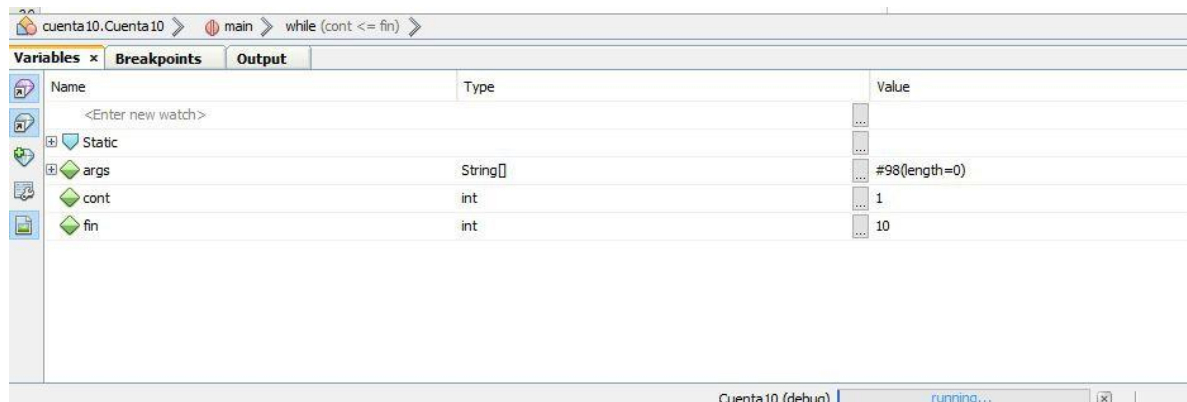 cuenta10.Cuenta10 main while (cont <= fin)
Variables × Breakpoints Output
Name Type Value
<Enter new watch>
...
Static ...
args String[] ... #98(length=0)
cont int ... 1
fin int ... 10
Cuenta10 (debug) running...